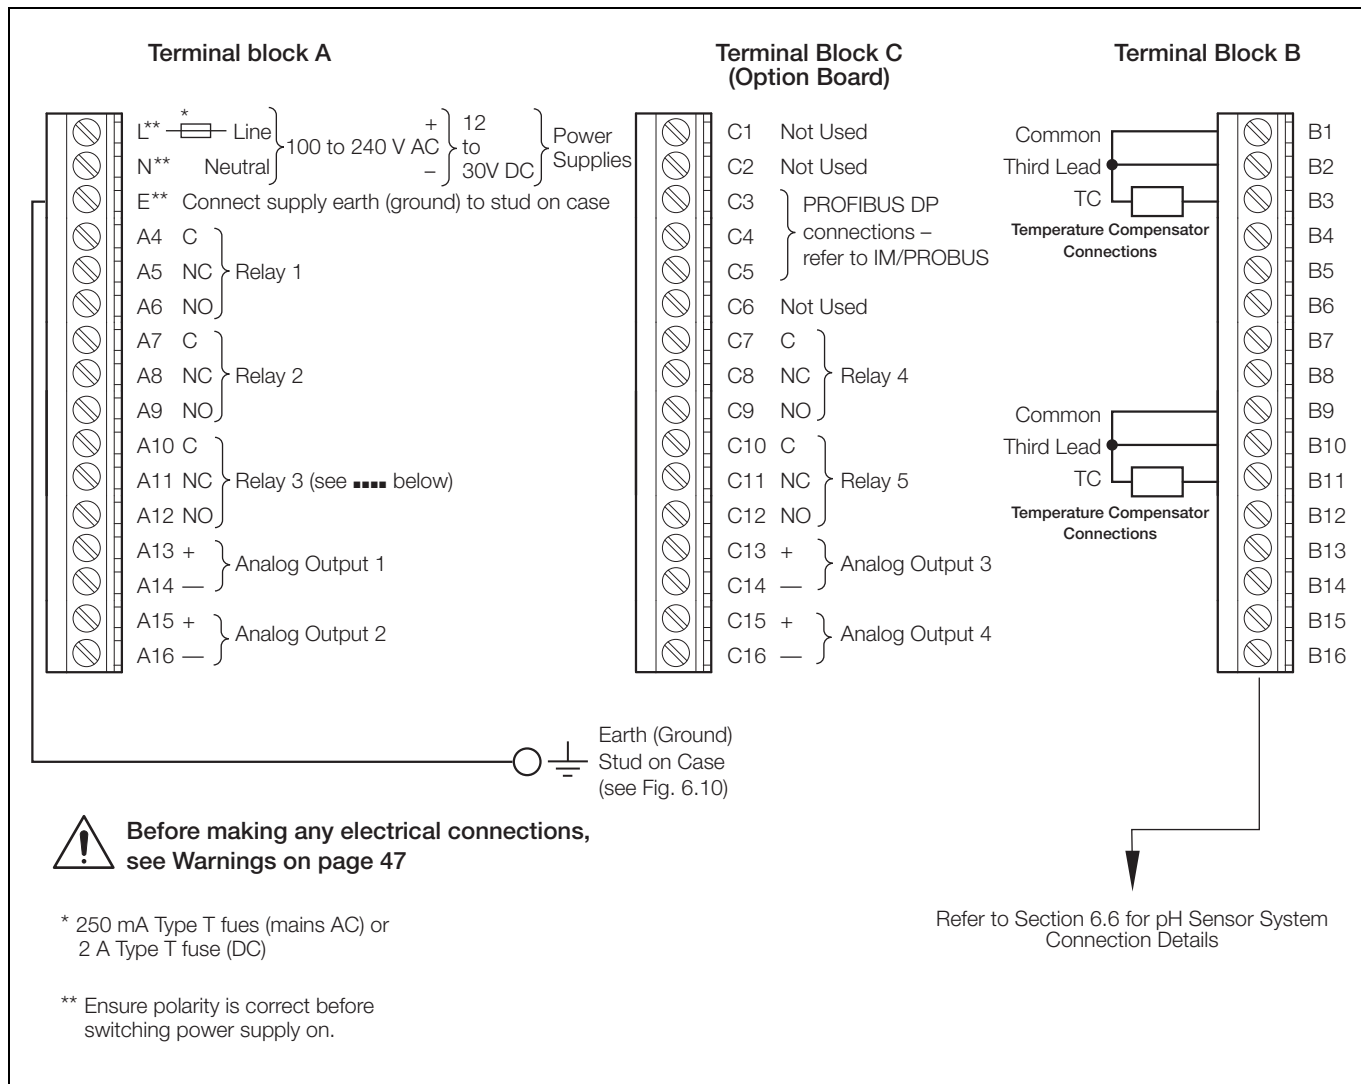 Terminal block A
L** * Line
100 to 240 V AC + 12 to 30V DC – Power Supplies
N** Neutral
E** Connect supply earth (ground) to stud on case
A4 C
A5 NC Relay 1
A6 NO
A7 C
A8 NC Relay 2
A9 NO
A10 C
A11 NC Relay 3 (see ▪▪▪▪ below)
A12 NO
A13 +
Analog Output 1
A14 —
A15 +
Analog Output 2
A16 —
Terminal Block C
(Option Board)
C1 Not Used
C2 Not Used
C3 PROFIBUS DP
C4 connections –
C5 refer to IM/PROBUS
C6 Not Used
C7 C
C8 NC Relay 4
C9 NO
C10 C
C11 NC Relay 5
C12 NO
C13 +
Analog Output 3
C14 —
C15 +
Analog Output 4
C16 —
Terminal Block B
Common B1
Third Lead B2
TC B3
Temperature Compensator
Connections
B4
B5
B6
B7
B8
Common B9
Third Lead B10
TC B11
Temperature Compensator
Connections
B12
B13
B14
B15
B16
Earth (Ground)
Stud on Case
(see Fig. 6.10)
Before making any electrical connections,
see Warnings on page 47
* 250 mA Type T fues (mains AC) or
2 A Type T fuse (DC)
** Ensure polarity is correct before
switching power supply on.
Refer to Section 6.6 for pH Sensor System
Connection Details